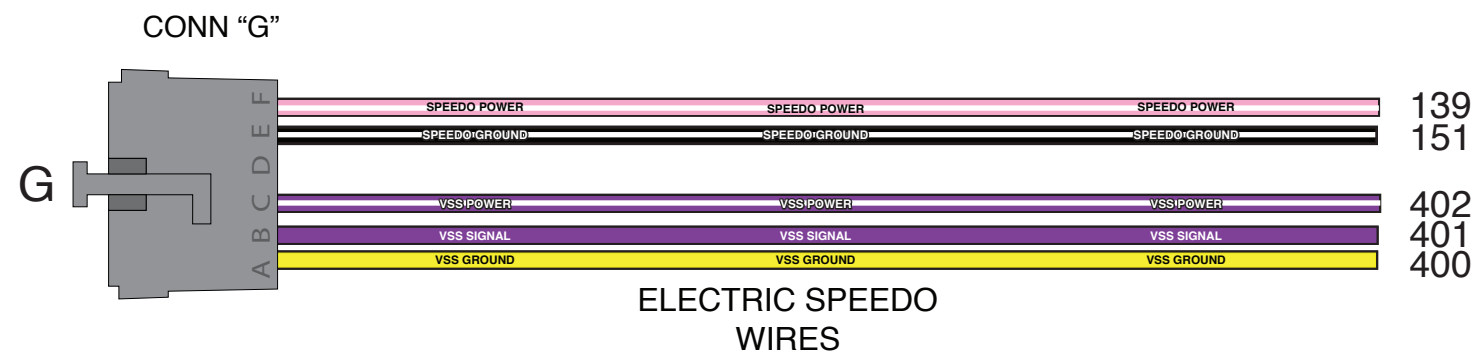 CONN “G”
F SPEEDO POWER SPEEDO POWER SPEEDO POWER 139
E SPEEDO GROUND SPEEDO GROUND SPEEDO GROUND 151
D
G
C VSS POWER VSS POWER VSS POWER 402
B VSS SIGNAL VSS SIGNAL VSS SIGNAL 401
A VSS GROUND VSS GROUND VSS GROUND 400
ELECTRIC SPEEDO
WIRES